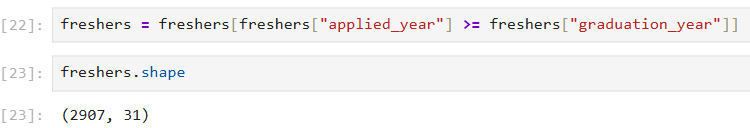 [22]: freshers = freshers[freshers["applied_year"] >= freshers["graduation_year"]]
[23]: freshers.shape
[23]: (2907, 31)